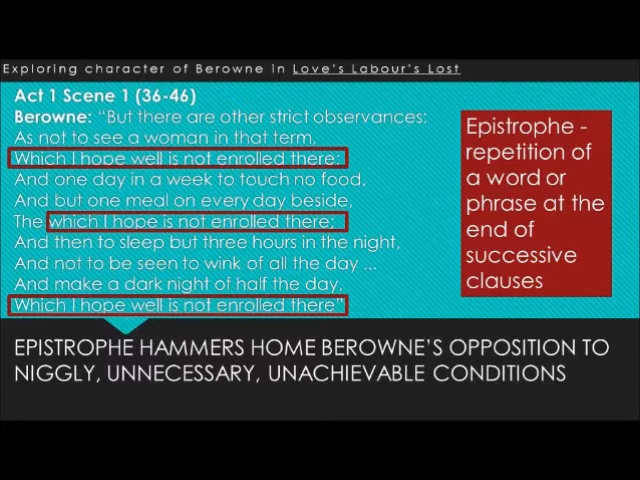 Exploring character of Berowne in Love's Labour's Lost
Act 1 Scene 1 (36-46)
Berowne: "But there are other strict observances:
As not to see a woman in that term,
Which I hope well is not enrolled there:
And one day in a week to touch no food,
And but one meal on every day beside,
The which I hope is not enrolled there;
And then to sleep but three hours in the night,
And not to be seen to wink of all the day ...
And make a dark night of half the day,
Which I hope well is not enrolled there"
Epistrophe -
repetition of
a word or
phrase at the
end of
successive
clauses
EPISTROPHE HAMMERS HOME BEROWNE'S OPPOSITION TO
NIGGLY, UNNECESSARY, UNACHIEVABLE CONDITIONS